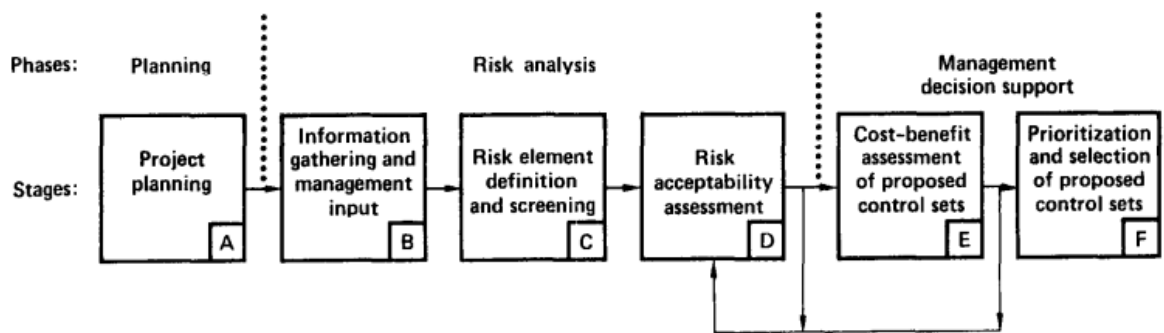 Phases:
Planning
Risk analysis
Management
decision support
Stages:
Project
planning
A
Information
gathering and
management
input
B
Risk element
definition
and screening
C
Risk
acceptability
assessment
D
Cost-benefit
assessment
of proposed
control sets
E
Prioritization
and selection
of proposed
control sets
F